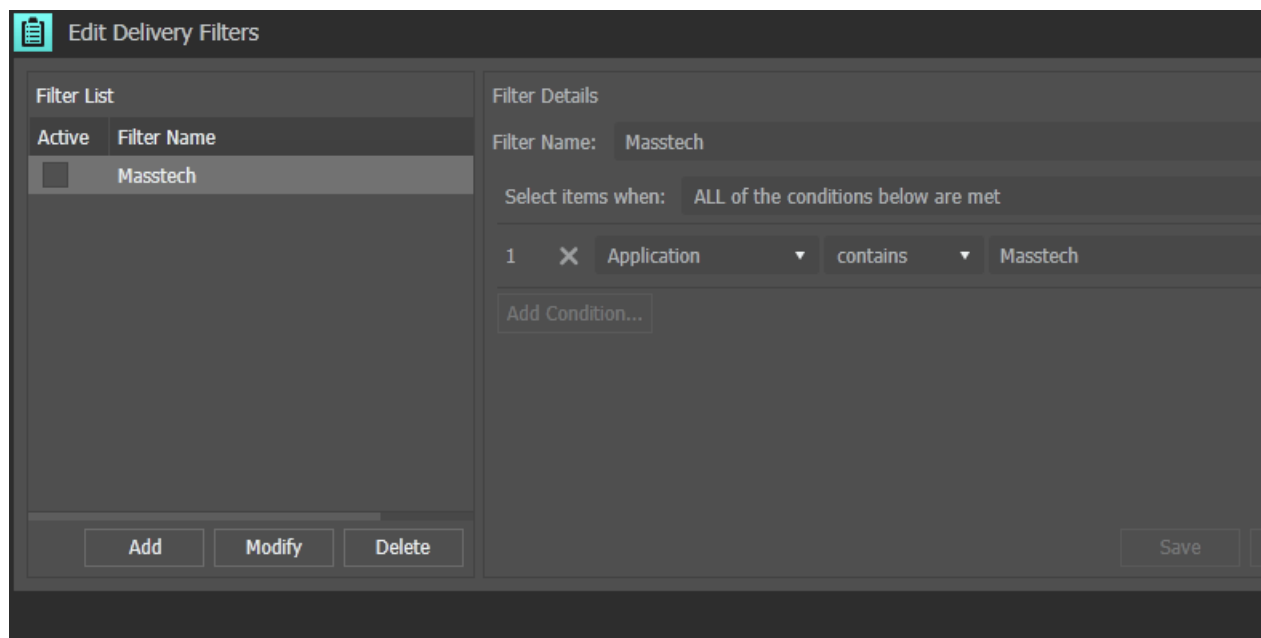 Edit Delivery Filters
Filter List
Active Filter Name
Masstech
Filter Details
Filter Name: Masstech
Select items when: ALL of the conditions below are met
1 Application contains Masstech
Add Condition...
Add Modify Delete
Save